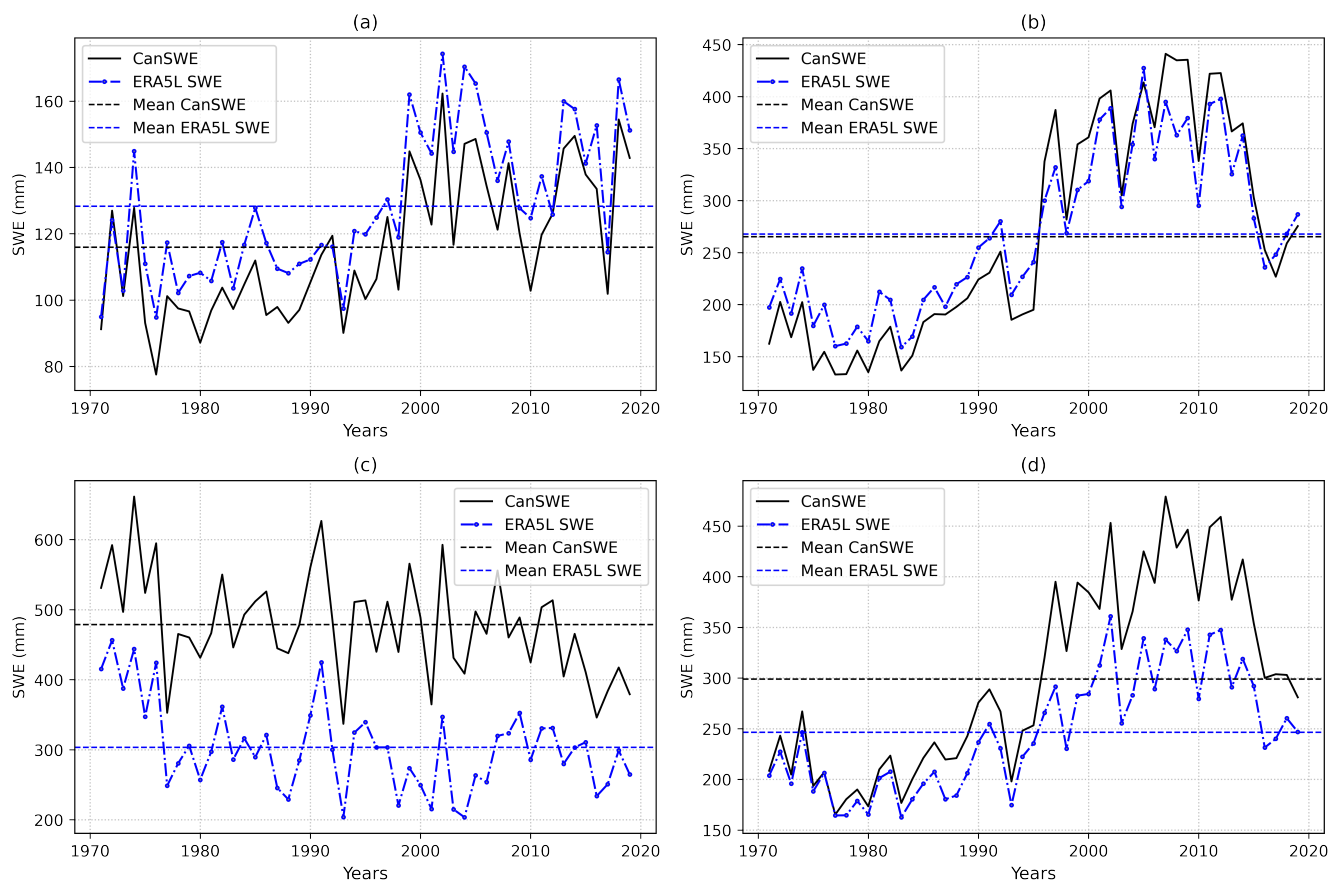 (a)
CanSWE
ERA5L SWE
Mean CanSWE
Mean ERA5L SWE
160
140
120
100
80
SWE (mm)
1970 1980 1990 2000 2010 2020
Years
(b)
CanSWE
ERA5L SWE
Mean CanSWE
Mean ERA5L SWE
450
400
350
300
250
200
150
SWE (mm)
1970 1980 1990 2000 2010 2020
Years
(c)
CanSWE
ERA5L SWE
Mean CanSWE
Mean ERA5L SWE
600
500
400
300
200
SWE (mm)
1970 1980 1990 2000 2010 2020
Years
(d)
CanSWE
ERA5L SWE
Mean CanSWE
Mean ERA5L SWE
450
400
350
300
250
200
150
SWE (mm)
1970 1980 1990 2000 2010 2020
Years